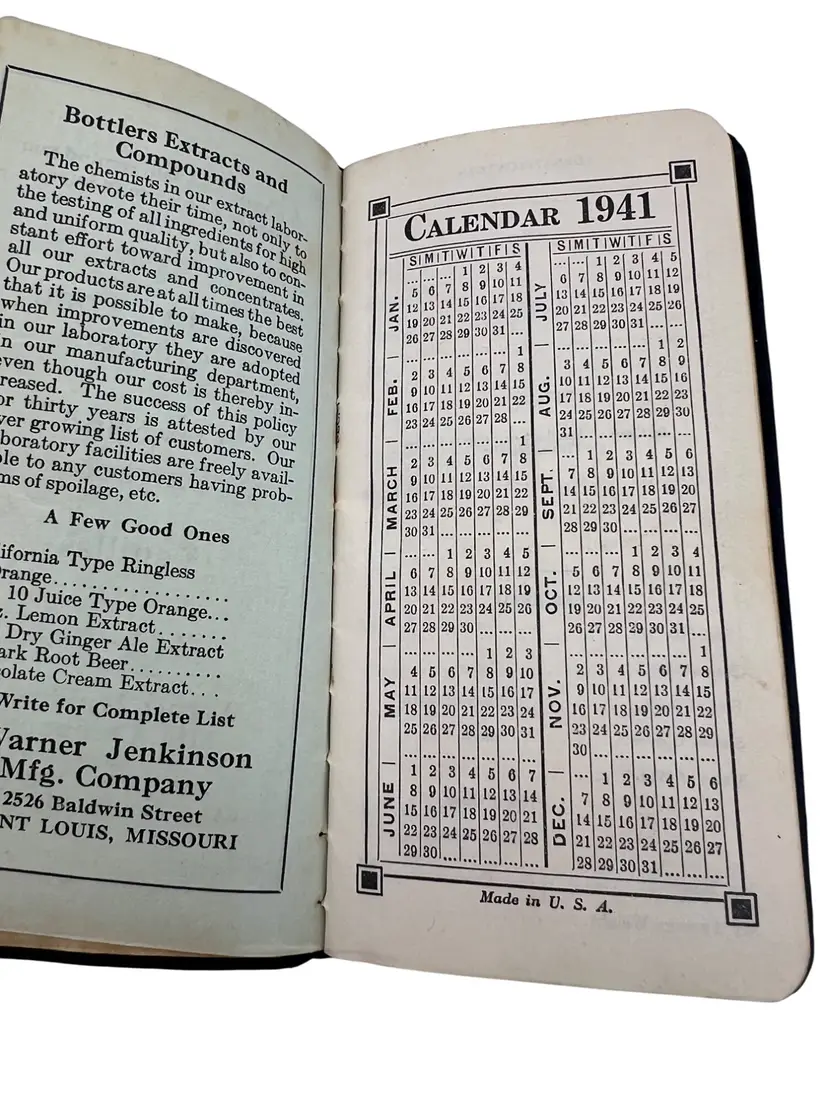 Bottlers Extracts and
Compounds
The chemists in our extract labor-
atory devote their time, not only to
the testing of all ingredients for high
and uniform quality, but also to con-
stant effort toward improvement in
all our extracts and concentrates.
Our products are at all times the best
that it is possible to make, because
when improvements are discovered
in our laboratory they are adopted
n our manufacturing department,
even though our cost is thereby in-
reased. The success of this policy
or thirty years is attested by our
ver growing list of customers. Our
boratory facilities are freely avail-
le to any customers having prob-
ms of spoilage, etc.
A Few Good Ones
ifornia Type Ringless
range..................
10 Juice Type Orange...
. Lemon Extract.......
Dry Ginger Ale Extract
ark Root Beer..........
olate Cream Extract...
Write for Complete List
Warner Jenkinson
Mfg. Company
2526 Baldwin Street
NT LOUIS, MISSOURI
CALENDAR 1941
S M T W T F S
JAN.
... ... ... 1 2 3 4
5 6 7 8 9 10 11
12 13 14 15 16 17 18
19 20 21 22 23 24 25
26 27 28 29 30 31 ...
FEB.
... ... ... ... ... ... 1
2 3 4 5 6 7 8
9 10 11 12 13 14 15
16 17 18 19 20 21 22
23 24 25 26 27 28 ...
MARCH
... ... ... ... ... ... 1
2 3 4 5 6 7 8
9 10 11 12 13 14 15
16 17 18 19 20 21 22
23 24 25 26 27 28 29
30 31 ... ... ... ... ...
APRIL
... ... 1 2 3 4 5
6 7 8 9 10 11 12
13 14 15 16 17 18 19
20 21 22 23 24 25 26
27 28 29 30 ... ... ...
MAY
... ... ... ... 1 2 3
4 5 6 7 8 9 10
11 12 13 14 15 16 17
18 19 20 21 22 23 24
25 26 27 28 29 30 31
... ... ... ... ... ... ...
JUNE
1 2 3 4 5 6 7
8 9 10 11 12 13 14
15 16 17 18 19 20 21
22 23 24 25 26 27 28
29 30 ... ... ... ... ...
S M T W T F S
JULY
... ... 1 2 3 4 5
6 7 8 9 10 11 12
13 14 15 16 17 18 19
20 21 22 23 24 25 26
27 28 29 30 31 ... ...
AUG.
... ... ... ... ... 1 2
3 4 5 6 7 8 9
10 11 12 13 14 15 16
17 18 19 20 21 22 23
24 25 26 27 28 29 30
31 ... ... ... ... ... ...
SEPT.
... 1 2 3 4 5 6
7 8 9 10 11 12 13
14 15 16 17 18 19 20
21 22 23 24 25 26 27
28 29 30 ... ... ... ...
OCT.
... ... ... 1 2 3 4
5 6 7 8 9 10 11
12 13 14 15 16 17 18
19 20 21 22 23 24 25
26 27 28 29 30 31 ...
NOV.
... ... ... ... ... ... 1
2 3 4 5 6 7 8
9 10 11 12 13 14 15
16 17 18 19 20 21 22
23 24 25 26 27 28 29
30 ... ... ... ... ... ...
DEC.
... 1 2 3 4 5 6
7 8 9 10 11 12 13
14 15 16 17 18 19 20
21 22 23 24 25 26 27
28 29 30 31 ... ... ...
Made in U. S. A.